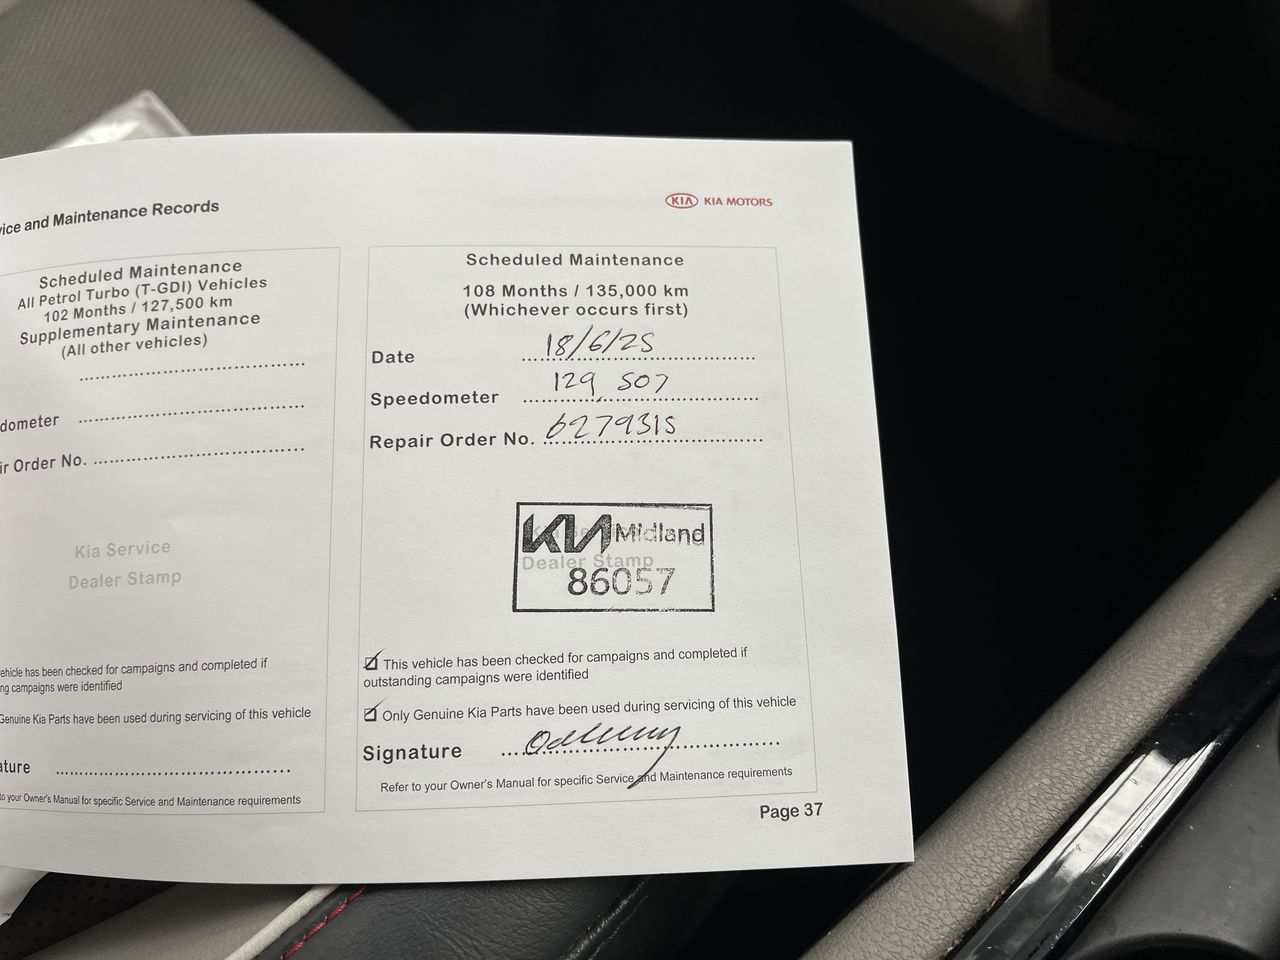 vice and Maintenance Records
KIA KIA MOTORS
Scheduled Maintenance
All Petrol Turbo (T-GDI) Vehicles
102 Months / 127,500 km
Supplementary Maintenance
(All other vehicles)
dometer
ir Order No.
Kia Service
Dealer Stamp
vehicle has been checked for campaigns and completed if
ng campaigns were identified
Genuine Kia Parts have been used during servicing of this vehicle
ature
to your Owner's Manual for specific Service and Maintenance requirements
Scheduled Maintenance
108 Months / 135,000 km
(Whichever occurs first)
Date 18/6/25
Speedometer 129,507
Repair Order No. 6279315
KIA Midland
Dealer Stamp
86057
This vehicle has been checked for campaigns and completed if
outstanding campaigns were identified
Only Genuine Kia Parts have been used during servicing of this vehicle
Signature
Refer to your Owner's Manual for specific Service and Maintenance requirements
Page 37